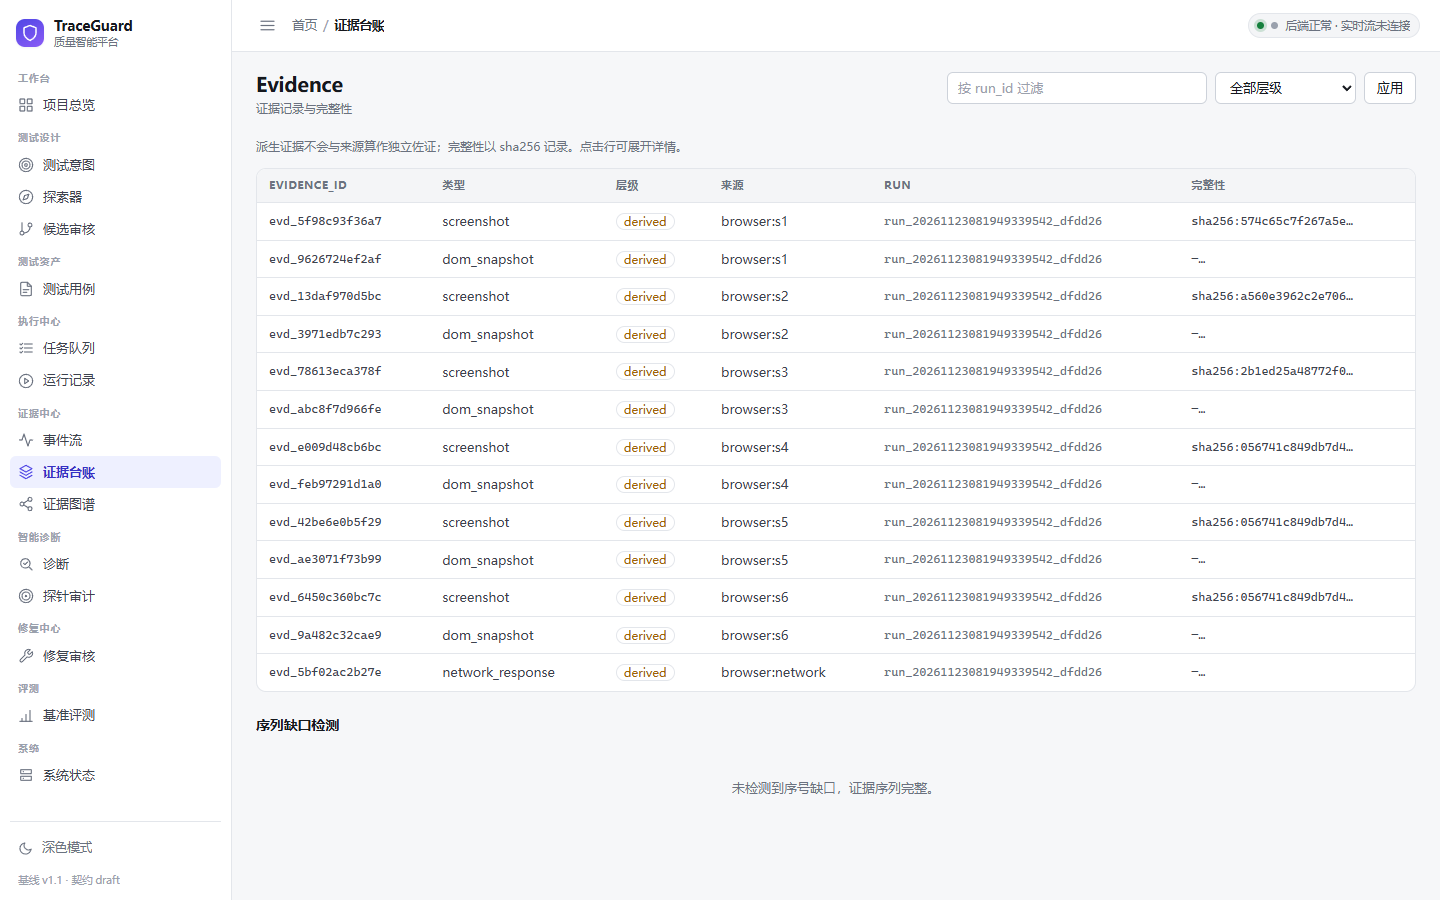 TraceGuard
质量智能平台
工作台
项目总览
测试设计
测试意图
探索器
候选审核
测试资产
测试用例
执行中心
任务队列
运行记录
证据中心
事件流
证据台账
证据图谱
智能诊断
诊断
探针审计
修复中心
修复审核
评测
基准评测
系统
系统状态
深色模式
基线 v1.1 · 契约 draft
首页 / 证据台账
后端正常 · 实时流未连接
Evidence
证据记录与完整性
按 run_id 过滤
全部层级
应用
派生证据不会与来源算作独立佐证；完整性以 sha256 记录。点击行可展开详情。
EVIDENCE_ID 类型 层级 来源 RUN 完整性
evd_5f98c93f36a7 screenshot derived browser:s1 run_20261123081949339542_dfdd26 sha256:574c65c7f267a5e…
evd_9626724ef2af dom_snapshot derived browser:s1 run_20261123081949339542_dfdd26 —…
evd_13daf970d5bc screenshot derived browser:s2 run_20261123081949339542_dfdd26 sha256:a560e3962c2e706…
evd_3971edb7c293 dom_snapshot derived browser:s2 run_20261123081949339542_dfdd26 —…
evd_78613eca378f screenshot derived browser:s3 run_20261123081949339542_dfdd26 sha256:2b1ed25a48772f0…
evd_abc8f7d966fe dom_snapshot derived browser:s3 run_20261123081949339542_dfdd26 —…
evd_e009d48cb6bc screenshot derived browser:s4 run_20261123081949339542_dfdd26 sha256:056741c849db7d4…
evd_feb97291d1a0 dom_snapshot derived browser:s4 run_20261123081949339542_dfdd26 —…
evd_42be6e0b5f29 screenshot derived browser:s5 run_20261123081949339542_dfdd26 sha256:056741c849db7d4…
evd_ae3071f73b99 dom_snapshot derived browser:s5 run_20261123081949339542_dfdd26 —…
evd_6450c360bc7c screenshot derived browser:s6 run_20261123081949339542_dfdd26 sha256:056741c849db7d4…
evd_9a482c32cae9 dom_snapshot derived browser:s6 run_20261123081949339542_dfdd26 —…
evd_5bf02ac2b27e network_response derived browser:network run_20261123081949339542_dfdd26 —…
序列缺口检测
未检测到序号缺口，证据序列完整。